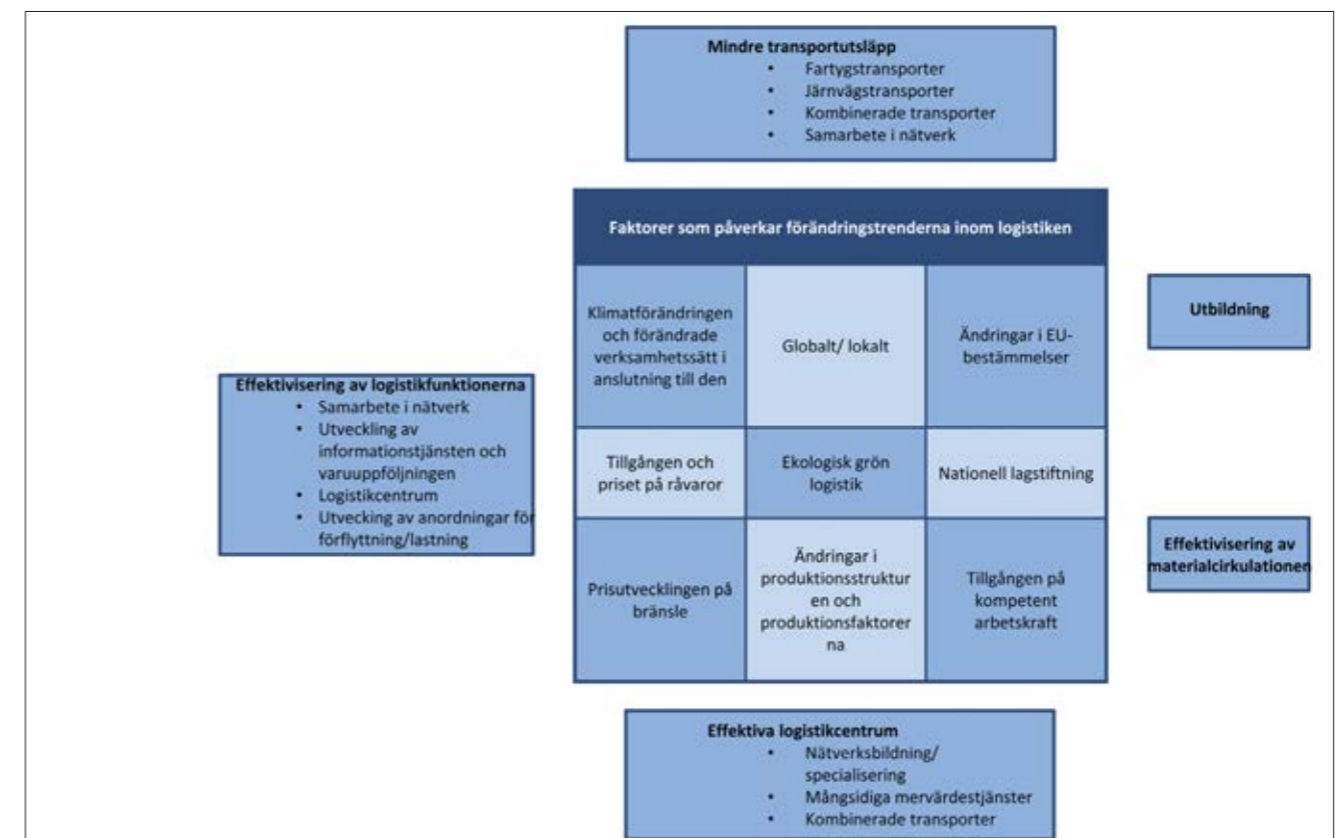 Mindre transportutsläpp
• Fartygstransporter
• Järnvägstransporter
• Kombinerade transporter
• Samarbete i nätverk
Faktorer som påverkar förändringstrenderna inom logistiken
Klimatförändringen
och förändrade
verksamhetssätt i
anslutning till den
Globalt/ lokalt
Ändringar i EU-
bestämmelser
Tillgången och
priset på råvaror
Ekologisk grön
logistik
Nationell lagstiftning
Prisutvecklingen på
bränsle
Ändringar i
produktionsstruktur
en och
produktionsfaktorer
na
Tillgången på
kompetent
arbetskraft
Effektivisering av logistikfunktionerna
• Samarbete i nätverk
• Utveckling av
informationstjänsten och
varuuppföljningen
• Logistikcentrum
• Utvecking av anordningar för
förflyttning/lastning
Utbildning
Effektivisering av
materialcirkulationen
Effektiva logistikcentrum
• Nätverksbildning/
specialisering
• Mångsidiga mervärdestjänster
• Kombinerade transporter